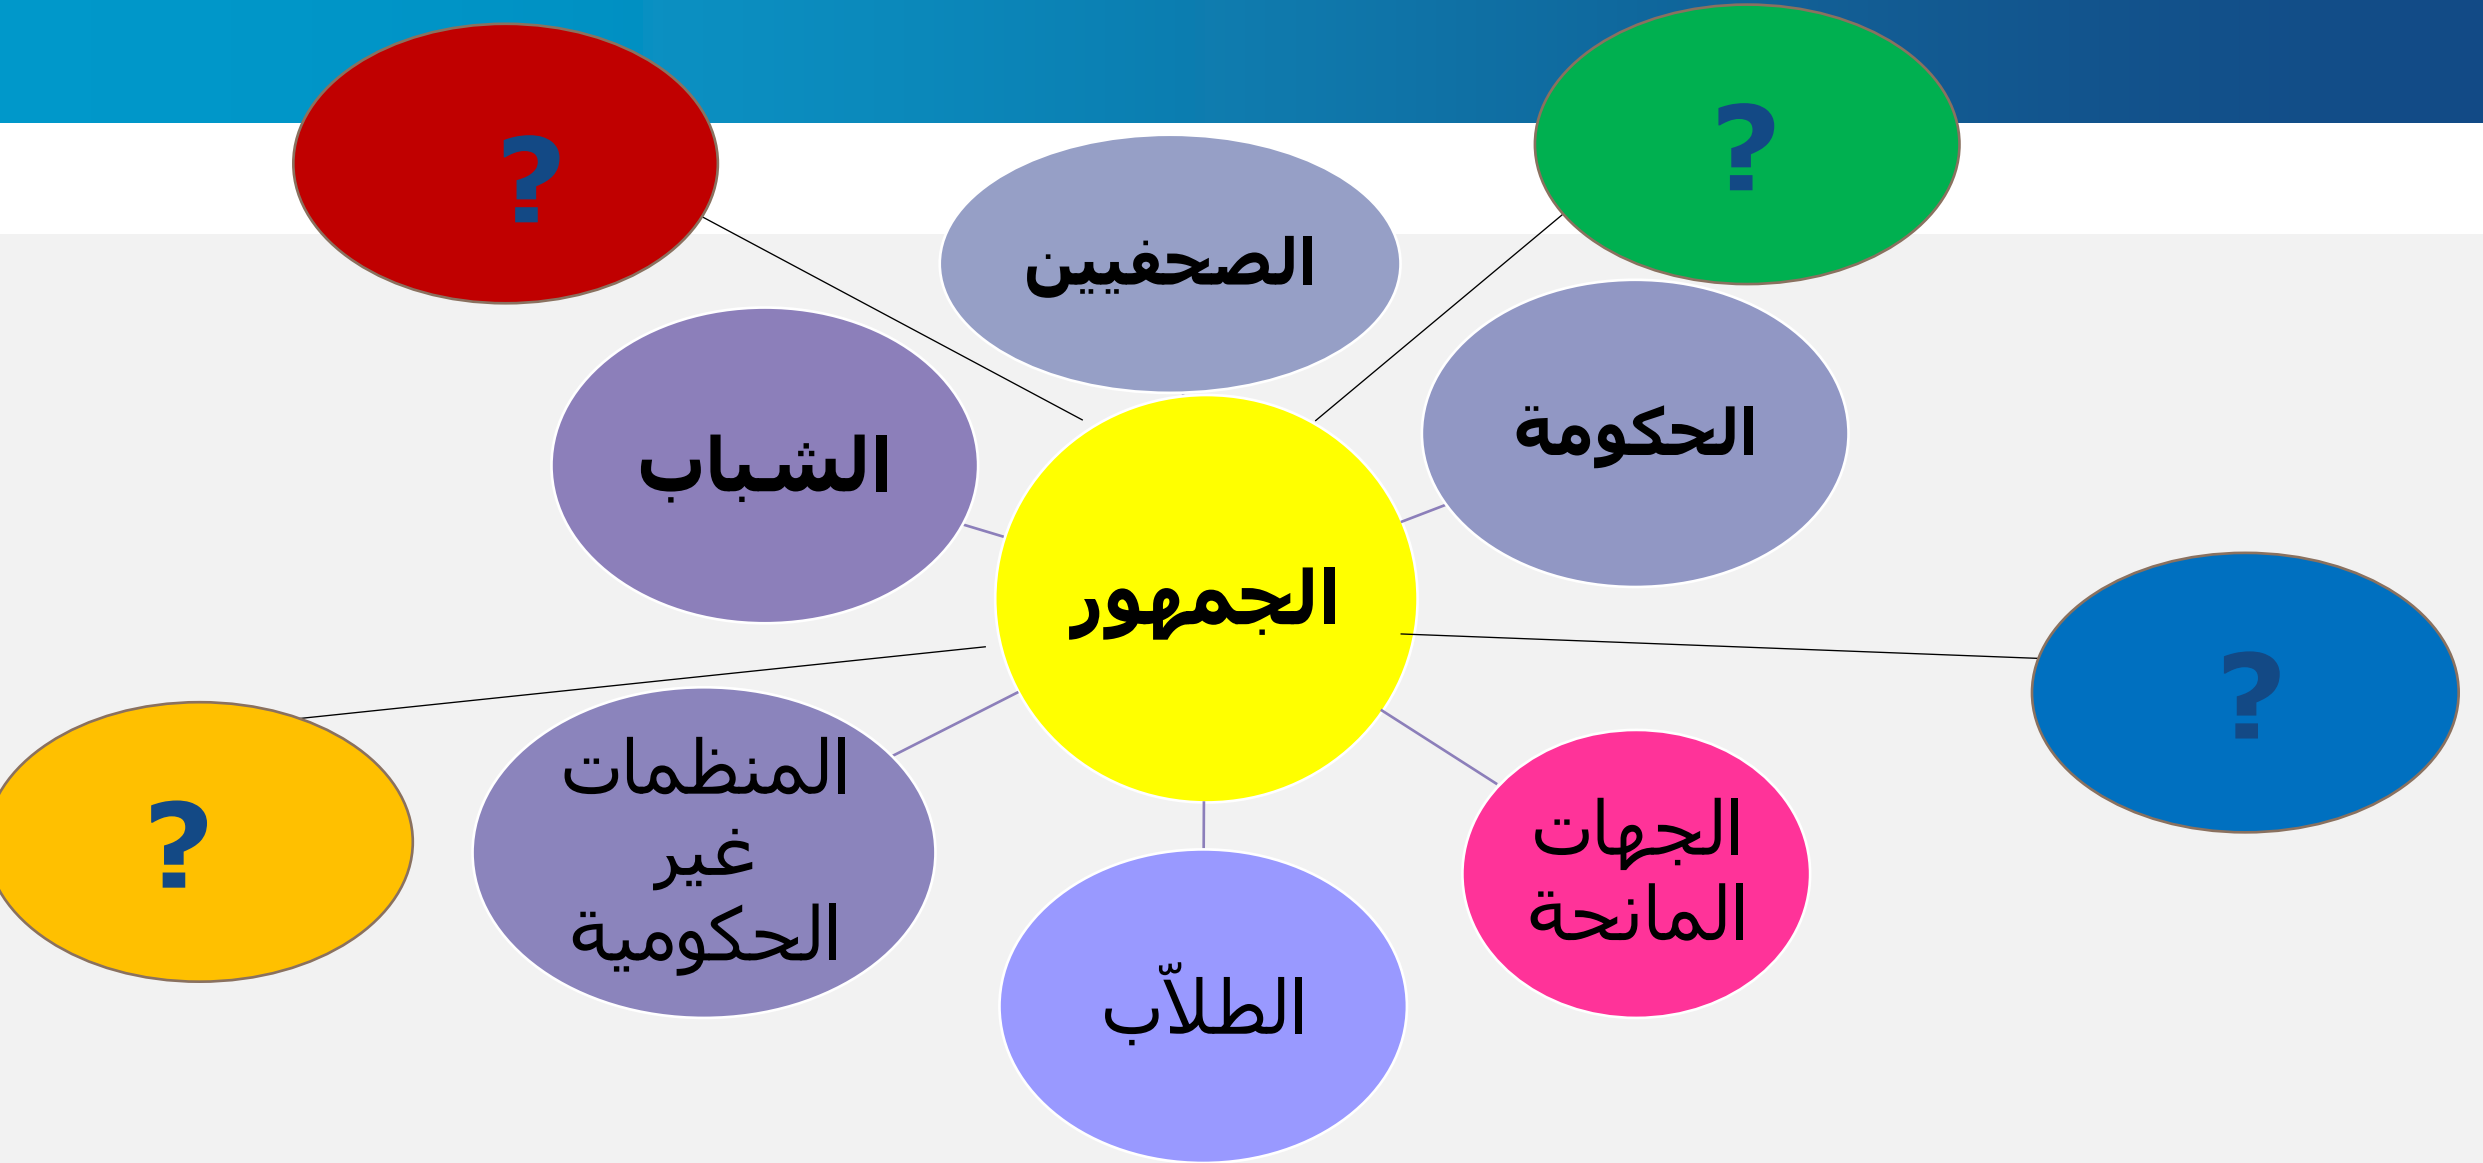 ?
?
الصحفيين
الحكومة
الشباب
الجمهور
?
?
المنظمات
غير
الحكومية
الجهات
المانحة
الطلاّب